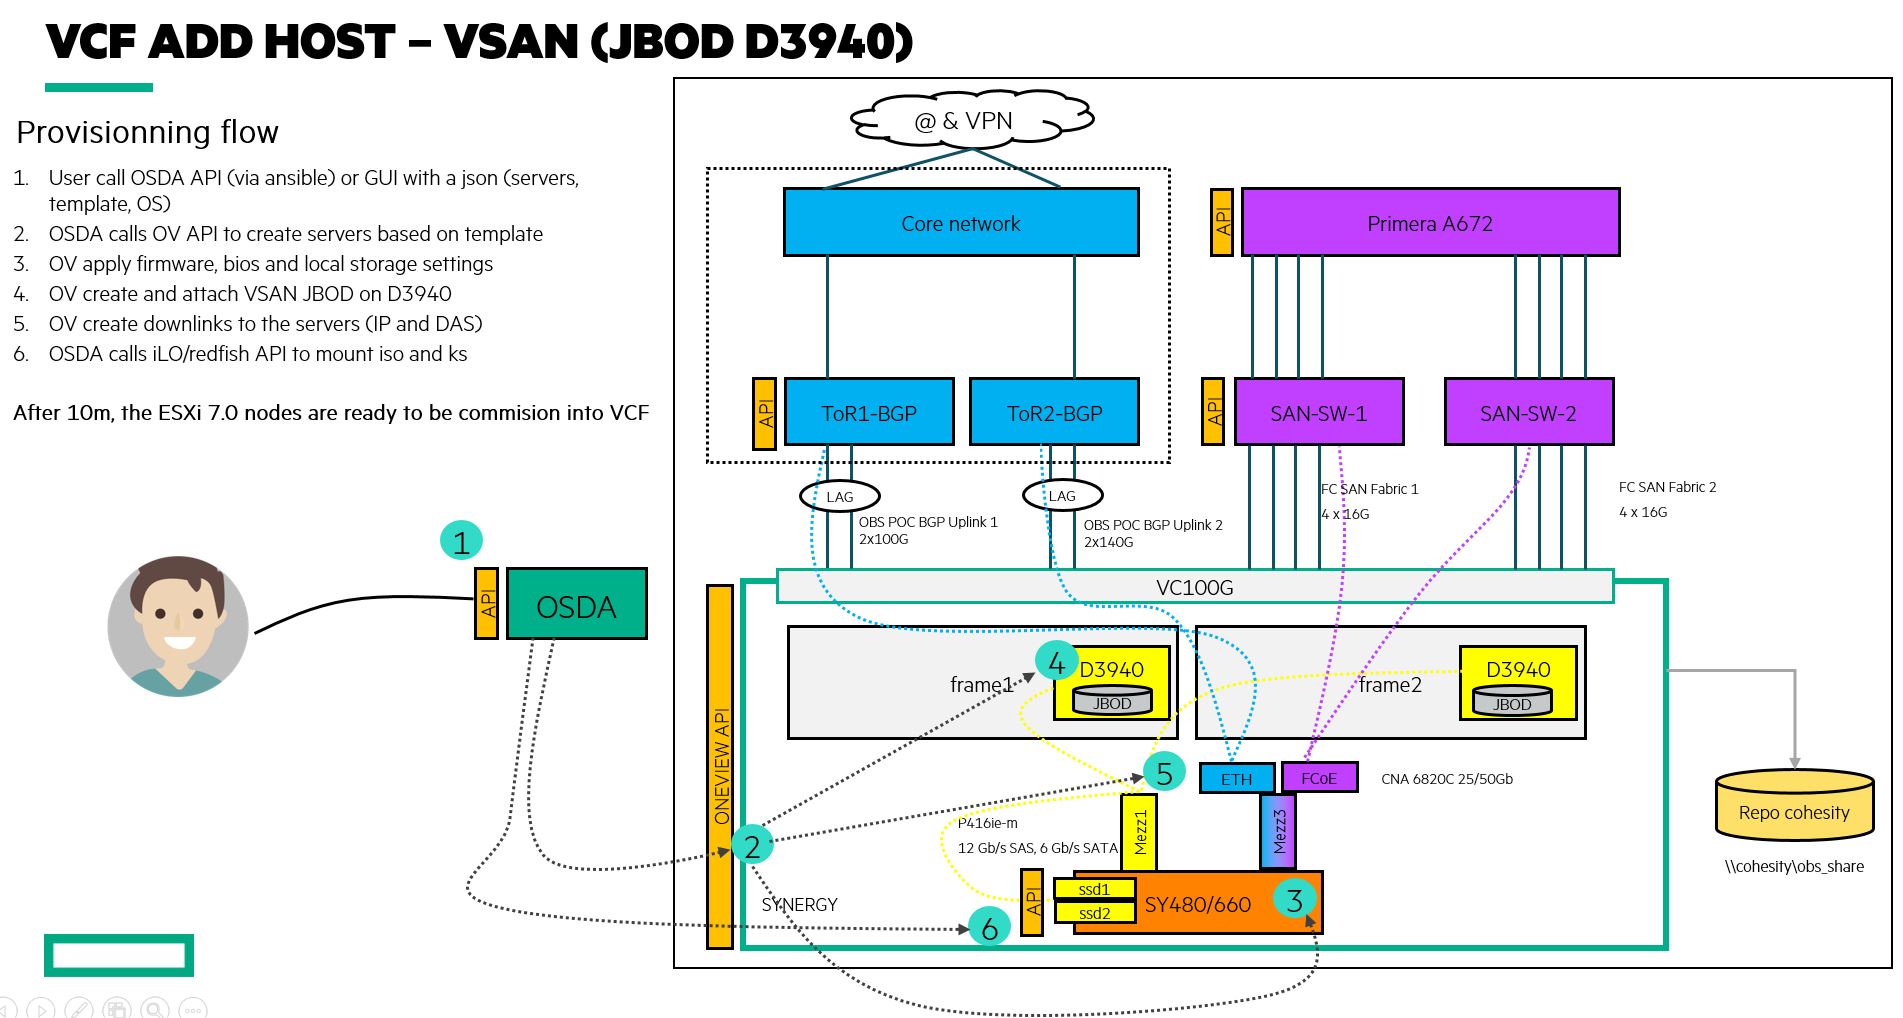 VCF ADD HOST – VSAN (JBOD D3940)
Provisionning flow
1. User call OSDA API (via ansible) or GUI with a json (servers,
template, OS)
2. OSDA calls OV API to create servers based on template
3. OV apply firmware, bios and local storage settings
4. OV create and attach VSAN JBOD on D3940
5. OV create downlinks to the servers (IP and DAS)
6. OSDA calls iLO/redfish API to mount iso and ks
After 10m, the ESXi 7.0 nodes are ready to be commision into VCF
@ & VPN
Core network
API
Primera A672
API
ToR1-BGP
ToR2-BGP
API
SAN-SW-1
SAN-SW-2
LAG
LAG
OBS POC BGP Uplink 1
2x100G
OBS POC BGP Uplink 2
2x140G
FC SAN Fabric 1
4 x 16G
FC SAN Fabric 2
4 x 16G
1
API
OSDA
VC100G
ONEVIEW API
frame1
4
D3940
JBOD
frame2
D3940
JBOD
5
ETH
FCoE
CNA 6820C 25/50Gb
2
P416ie-m
12 Gb/s SAS, 6 Gb/s SATA
Mezz1
Mezz3
Repo cohesity
\\cohesity\obs_share
SYNERGY
6
API
ssd1
ssd2
SY480/660
3